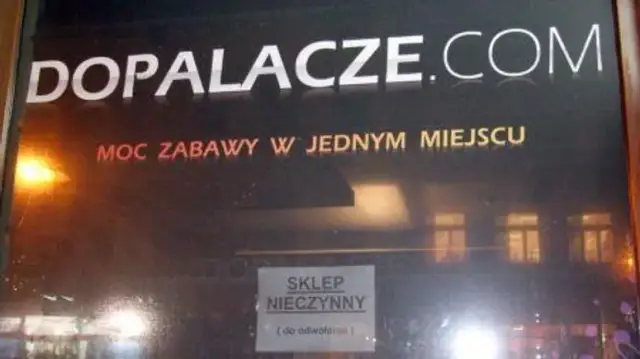 DOPALACZE.COM
MOC ZABAWY W JEDNYM MIEJSCU
SKLEP
NIECZYNNY
( do odwołania )